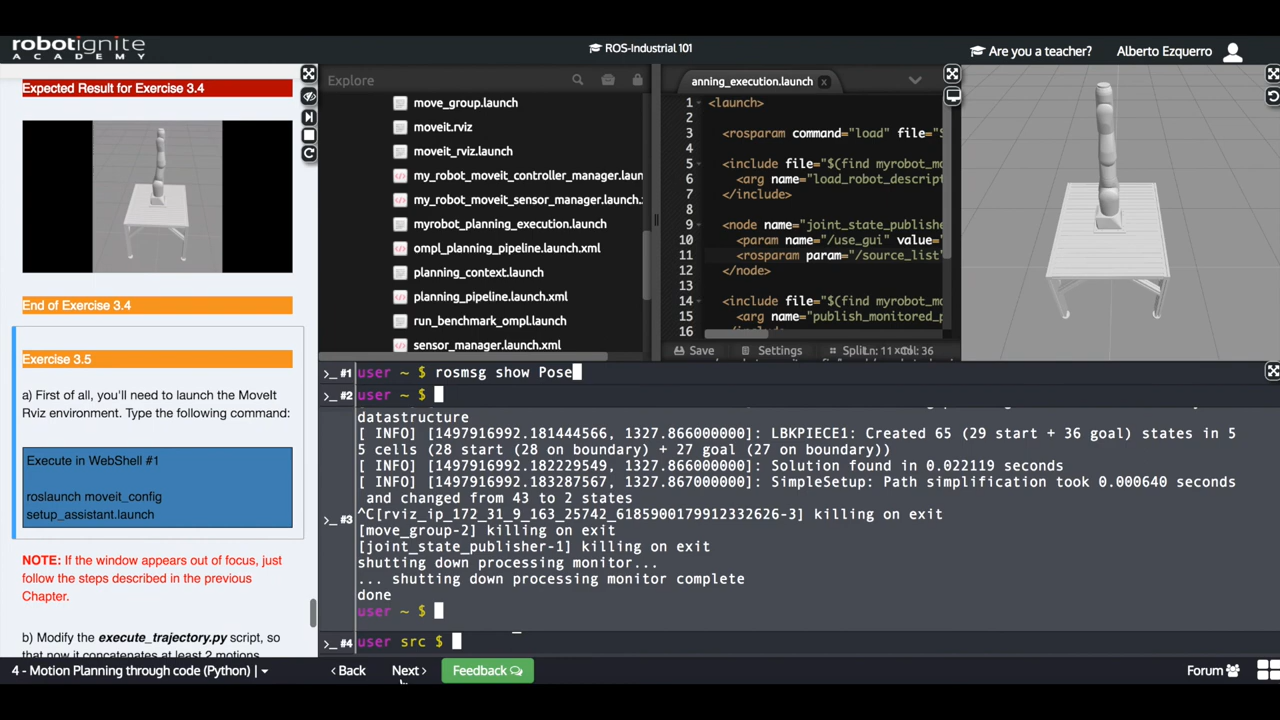 robotignite
ACADEMY
ROS-Industrial 101
Are you a teacher?
Alberto Ezquerro
Expected Result for Exercise 3.4
End of Exercise 3.4
Exercise 3.5
a) First of all, you'll need to launch the MoveIt
Rviz environment. Type the following command:
Execute in WebShell #1
roslaunch moveit_config
setup_assistant.launch
NOTE: If the window appears out of focus, just
follow the steps described in the previous
Chapter.
b) Modify the execute_trajectory.py script, so
that now it concatenates at least 2 motions
Explore
move_group.launch
moveit.rviz
moveit_rviz.launch
my_robot_moveit_controller_manager.laun
my_robot_moveit_sensor_manager.launch.
myrobot_planning_execution.launch
ompl_planning_pipeline.launch.xml
planning_context.launch
planning_pipeline.launch.xml
run_benchmark_ompl.launch
sensor_manager.launch.xml
anning_execution.launch x
1 <launch>
2
3 <rosparam command="load" file="$
4
5 <include file="$(find myrobot_mo
6 <arg name="load_robot_descript
7 </include>
8
9 <node name="joint_state_publishe
10 <param name="/use_gui" value="
11 <rosparam param="/source_list"
12 </node>
13
14 <include file="$(find myrobot_mo
15 <arg name="publish_monitored_p
16
Save Settings Split Ln: 11 Col: 36
>_ #1 user ~ $ rosmsg show Pose
>_ #2 user ~ $
datastructure
[ INFO] [1497916992.181444566, 1327.866000000]: LBKPIECE1: Created 65 (29 start + 36 goal) states in 5
5 cells (28 start (28 on boundary) + 27 goal (27 on boundary))
[ INFO] [1497916992.182229549, 1327.866000000]: Solution found in 0.022119 seconds
[ INFO] [1497916992.183287567, 1327.867000000]: SimpleSetup: Path simplification took 0.000640 seconds
and changed from 43 to 2 states
>_ #3 ^C[rviz_ip_172_31_9_163_25742_6185900179912332626-3] killing on exit
[move_group-2] killing on exit
[joint_state_publisher-1] killing on exit
shutting down processing monitor...
... shutting down processing monitor complete
done
user ~ $
>_ #4 user src $
4 - Motion Planning through code (Python) |
Back
Next
Feedback
Forum